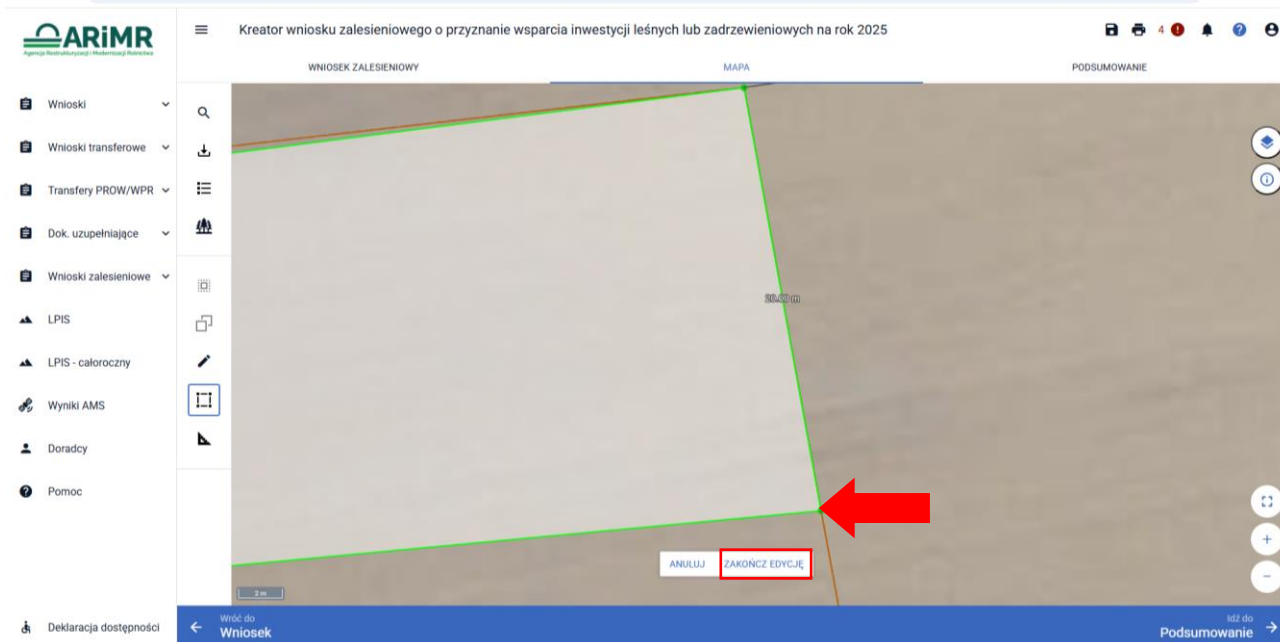 ARiMR
Agencja Restrukturyzacji i Modernizacji Rolnictwa
Kreator wniosku zalesieniowego o przyznanie wsparcia inwestycji leśnych lub zadrzewieniowych na rok 2025
4
WNIOSEK ZALESIENIOWY
MAPA
PODSUMOWANIE
Wnioski
Wnioski transferowe
Transfery PROW/WPR
Dok. uzupełniające
Wnioski zalesieniowe
LPIS
LPIS - całoroczny
Wyniki AMS
Doradcy
Pomoc
Deklaracja dostępności
20.00 m
ANULUJ
ZAKOŃCZ EDYCJĘ
2 m
Wróć do
Wniosek
Idź do
Podsumowanie